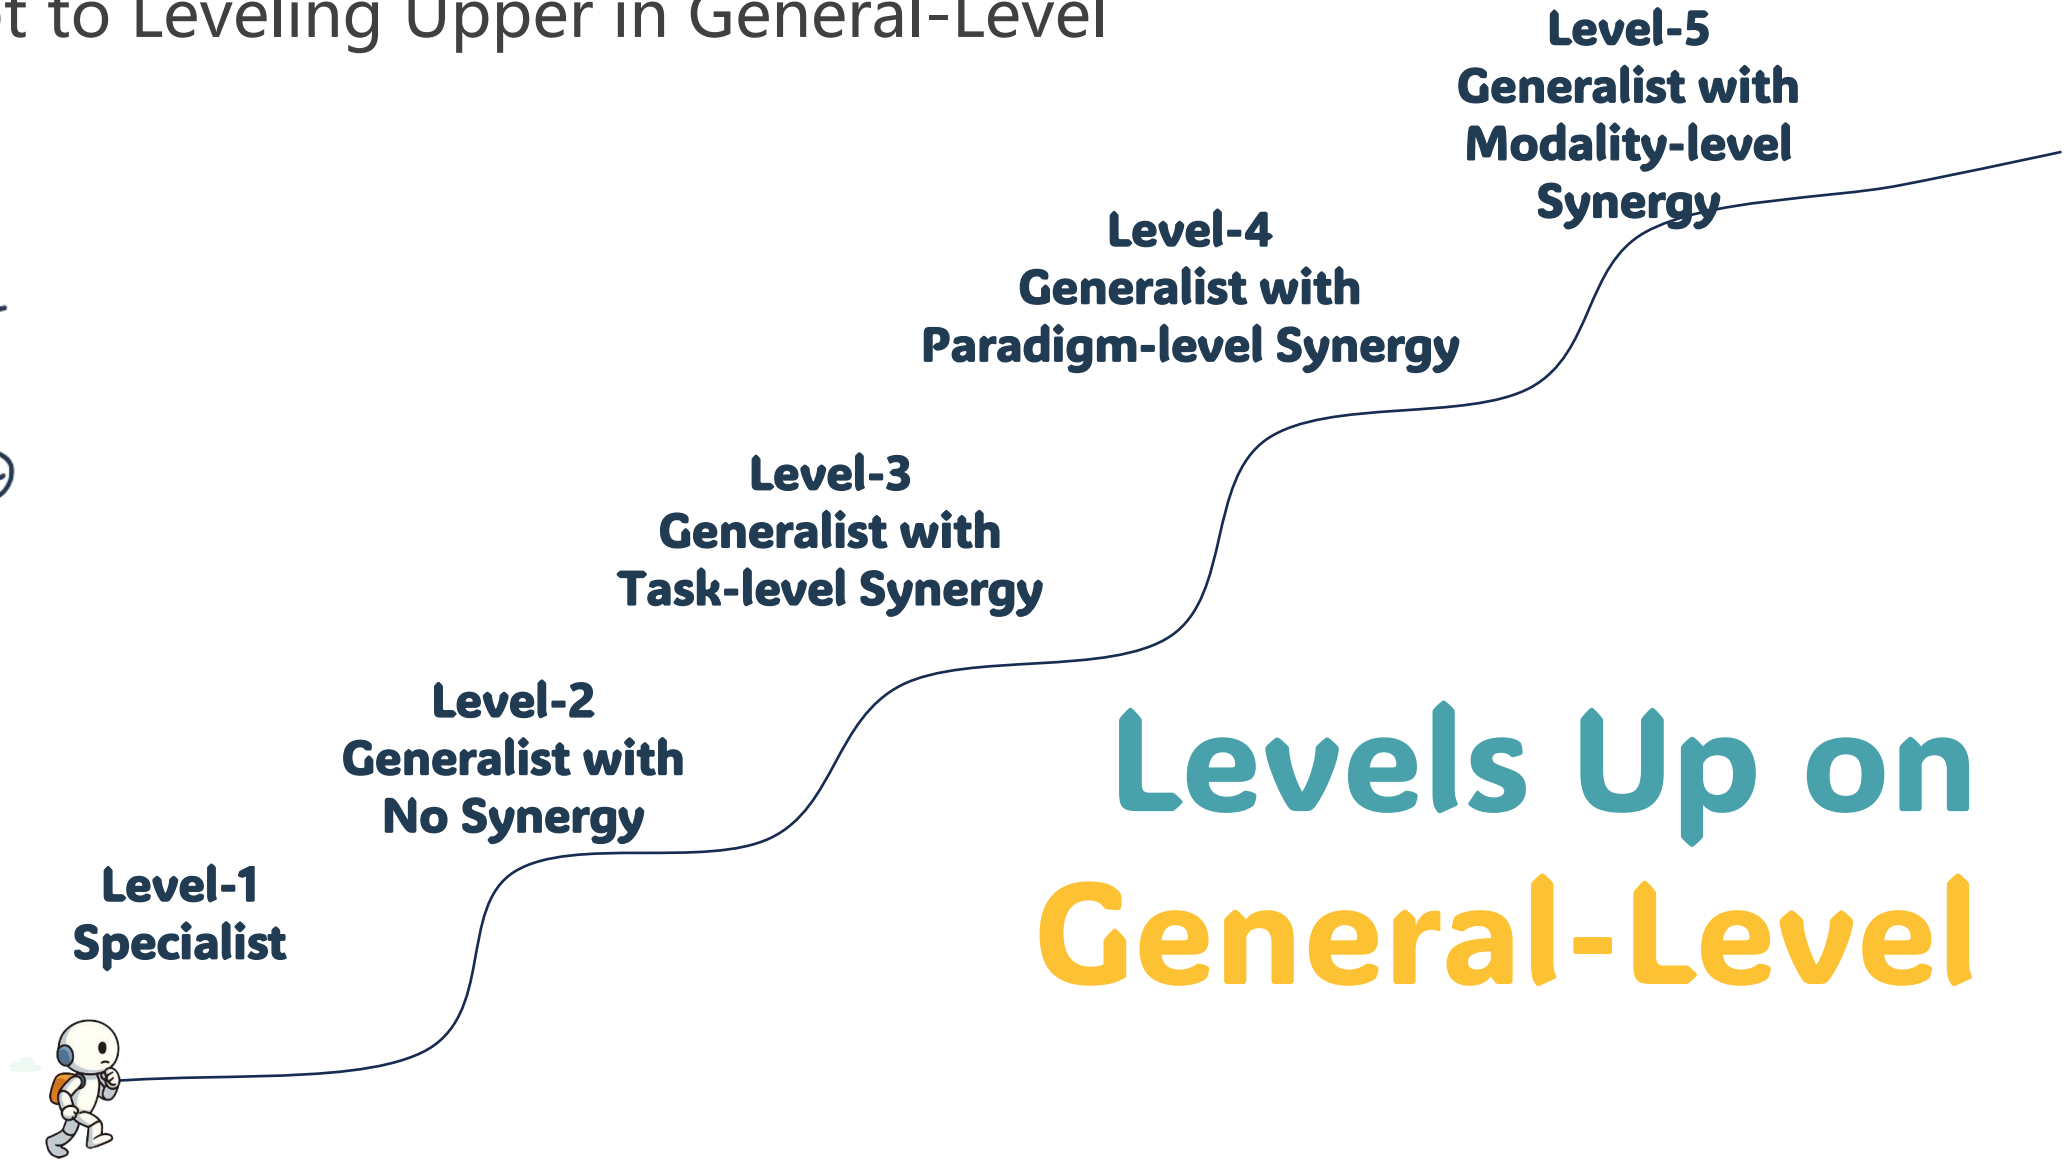 to Leveling Upper in General-Level
Level-5
Generalist with
Modality-level
Synergy
Level-4
Generalist with
Paradigm-level Synergy
Level-3
Generalist with
Task-level Synergy
Level-2
Generalist with
No Synergy
Level-1
Specialist
Levels Up on
General-Level